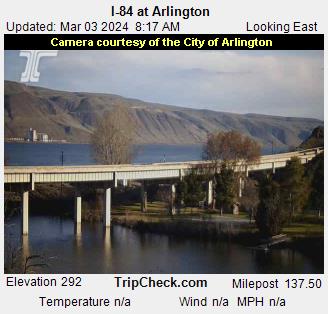 I-84 at Arlington
Updated: Mar 03 2024 8:17 AM Looking East
Camera courtesy of the City of Arlington
Elevation 292 TripCheck.com Milepost 137.50
Temperature n/a Wind n/a MPH n/a